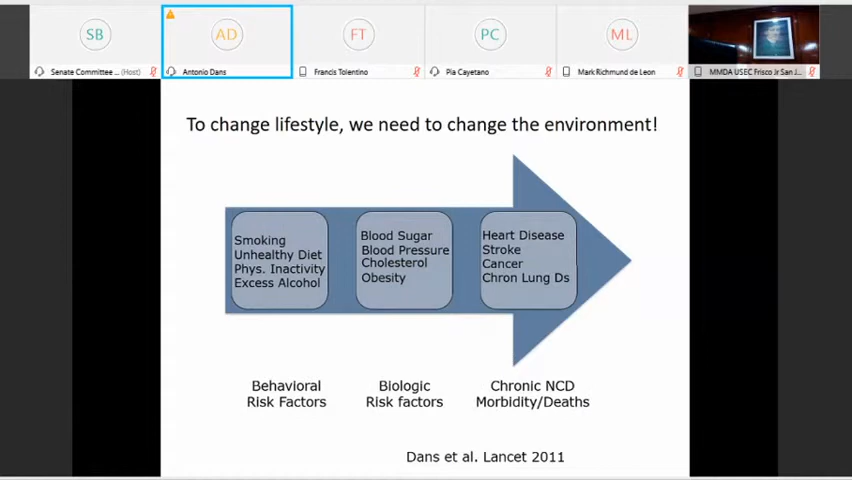 SB
AD
FT
PC
ML
Senate Committee ... (Host)
Antonio Dans
Francis Tolentino
Pia Cayetano
Mark Richmund de Leon
MMDA USEC Frisco Jr San J...
To change lifestyle, we need to change the environment!
Smoking
Unhealthy Diet
Phys. Inactivity
Excess Alcohol
Blood Sugar
Blood Pressure
Cholesterol
Obesity
Heart Disease
Stroke
Cancer
Chron Lung Ds
Behavioral
Risk Factors
Biologic
Risk factors
Chronic NCD
Morbidity/Deaths
Dans et al. Lancet 2011